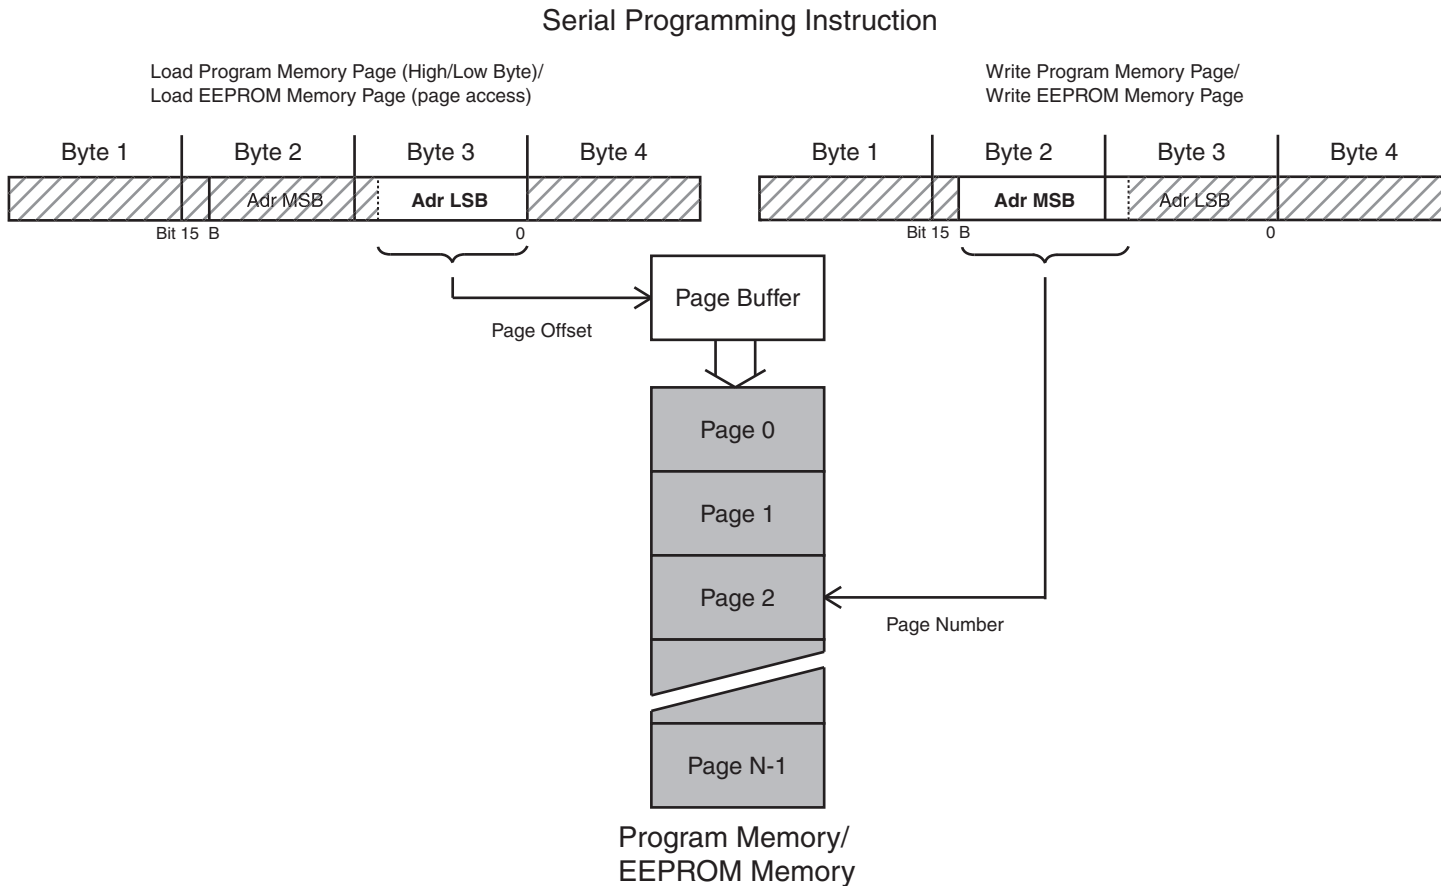 Serial Programming Instruction
Load Program Memory Page (High/Low Byte)/
Load EEPROM Memory Page (page access)
Write Program Memory Page/
Write EEPROM Memory Page
Byte 1 Byte 2 Byte 3 Byte 4
Byte 1 Byte 2 Byte 3 Byte 4
Adr MSB Adr LSB
Adr MSB Adr LSB
Bit 15 B 0
Bit 15 B 0
Page Buffer
Page Offset
Page 0
Page 1
Page 2
Page Number
Page N-1
Program Memory/
EEPROM Memory